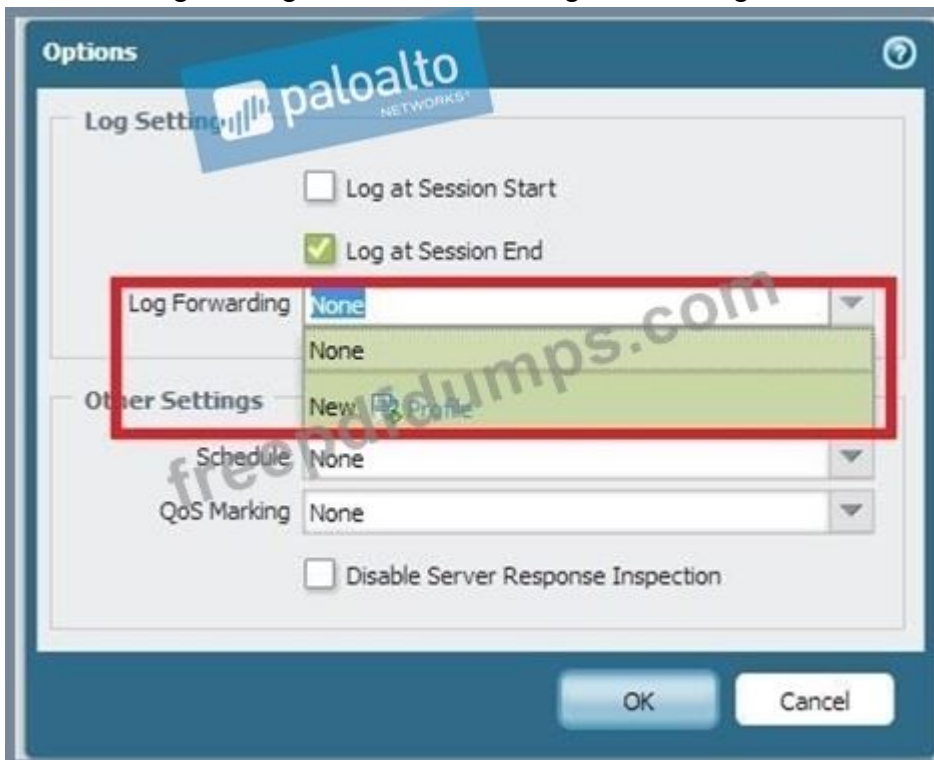 Options
paloalto
NETWORKS
Log Setting
Log at Session Start
Log at Session End
Log Forwarding None
None
New Profile
Other Settings
Schedule None
QoS Marking None
Disable Server Response Inspection
OK Cancel
freepdfdumps.com